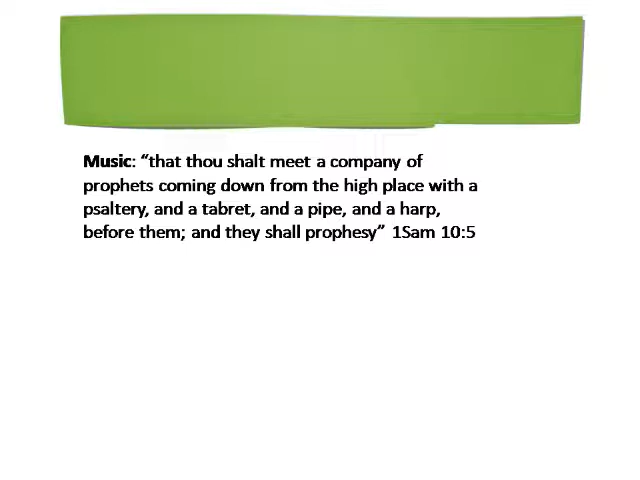 Music: “that thou shalt meet a company of
prophets coming down from the high place with a
psaltery, and a tabret, and a pipe, and a harp,
before them; and they shall prophesy” 1Sam 10:5